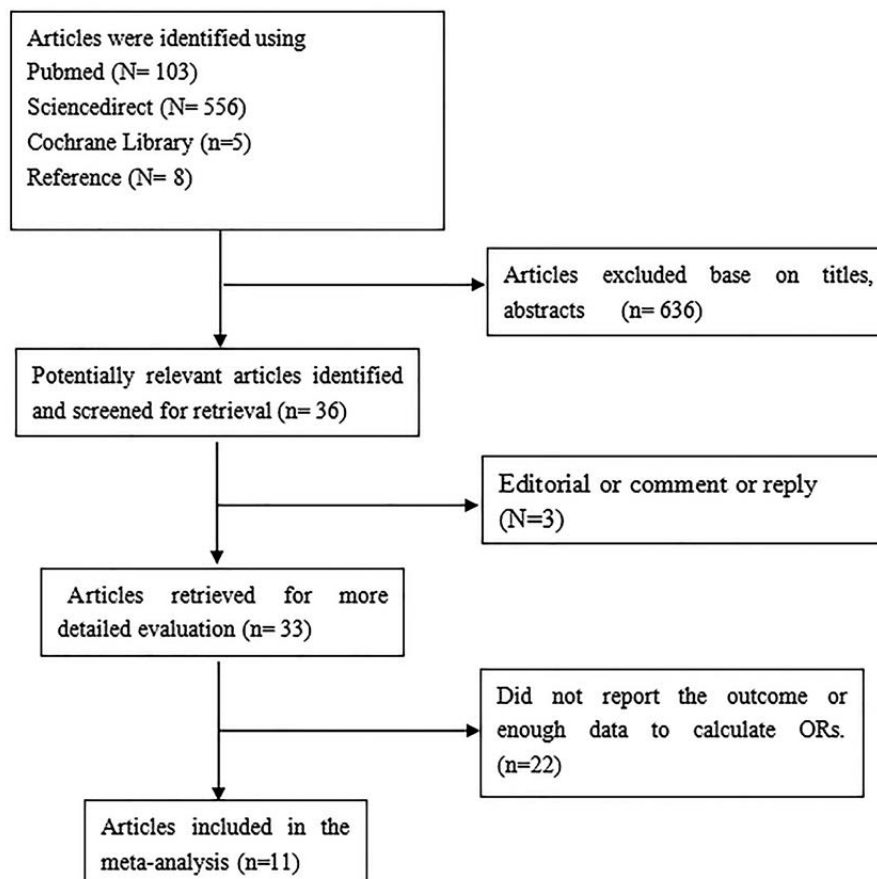 Articles were identified using
Pubmed (N= 103)
Sciencedirect (N= 556)
Cochrane Library (n=5)
Reference (N= 8)
Articles excluded base on titles,
abstracts (n= 636)
Potentially relevant articles identified
and screened for retrieval (n= 36)
Editorial or comment or reply
(N=3)
Articles retrieved for more
detailed evaluation (n= 33)
Did not report the outcome or
enough data to calculate ORs.
(n=22)
Articles included in the
meta-analysis (n=11)